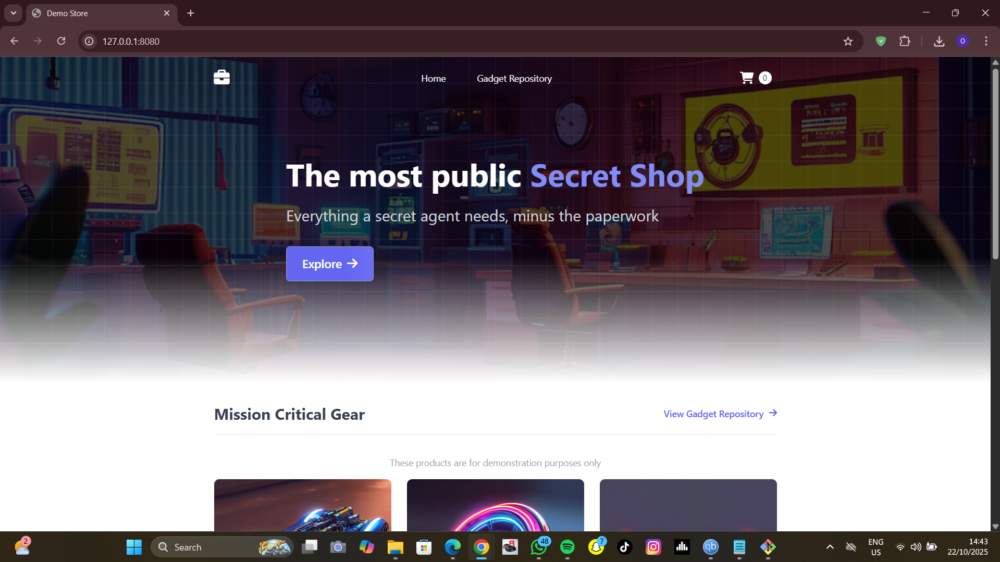 Demo Store
127.0.0.1:8080
Home
Gadget Repository
0
The most public Secret Shop
Everything a secret agent needs, minus the paperwork
Explore
Mission Critical Gear
View Gadget Repository
These products are for demonstration purposes only
2
Search
48
7
qb
ENG
US
14:43
22/10/2025
O
8